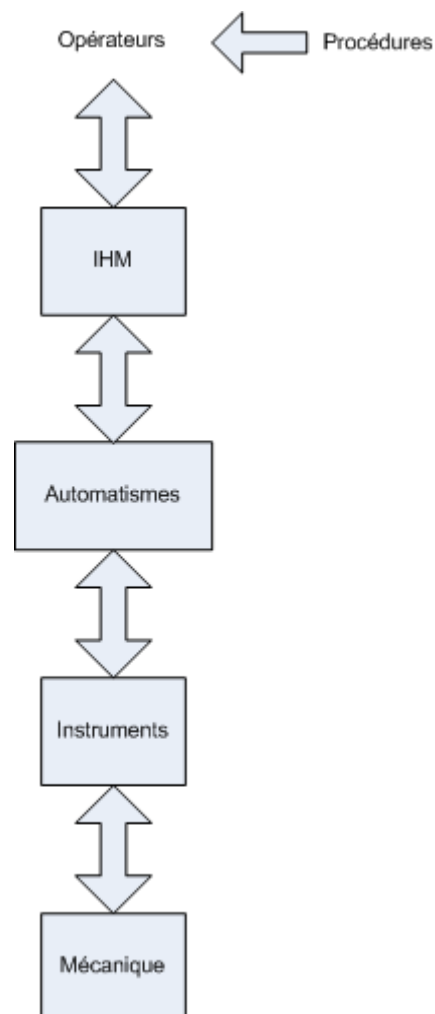 Opérateurs
Procédures
IHM
Automatismes
Instruments
Mécanique